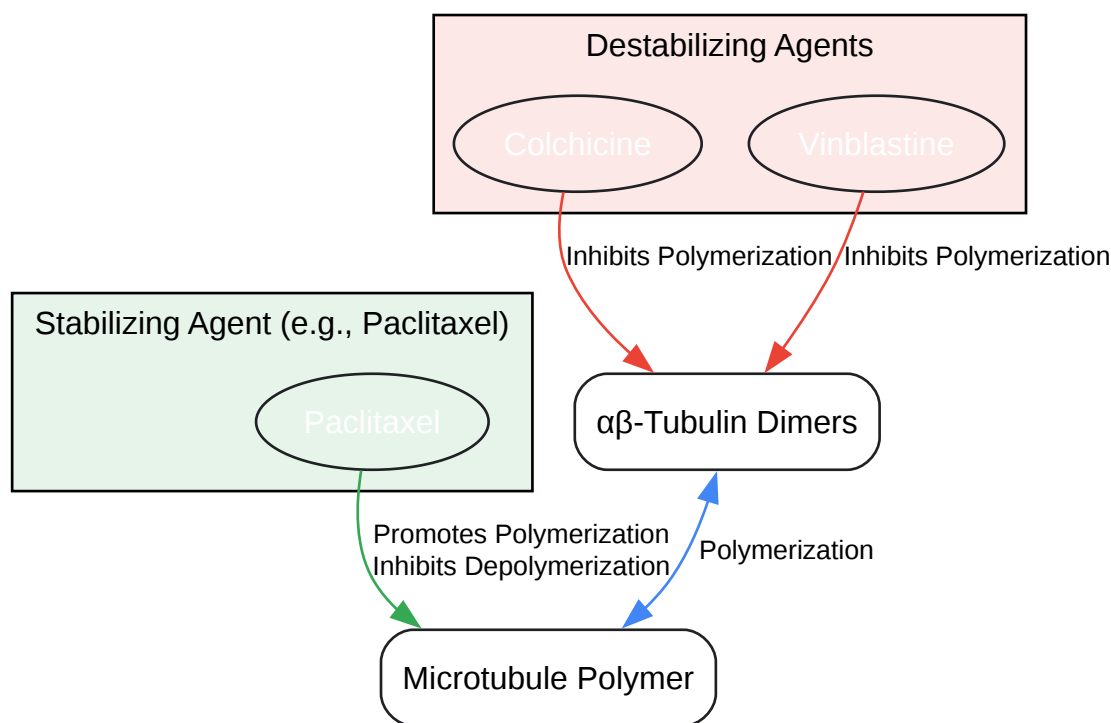 Destabilizing Agents
Colchicine
Vinblastine
Inhibits Polymerization
Inhibits Polymerization
Stabilizing Agent (e.g., Paclitaxel)
Paclitaxel
αβ-Tubulin Dimers
Promotes Polymerization
Inhibits Depolymerization
Polymerization
Microtubule Polymer